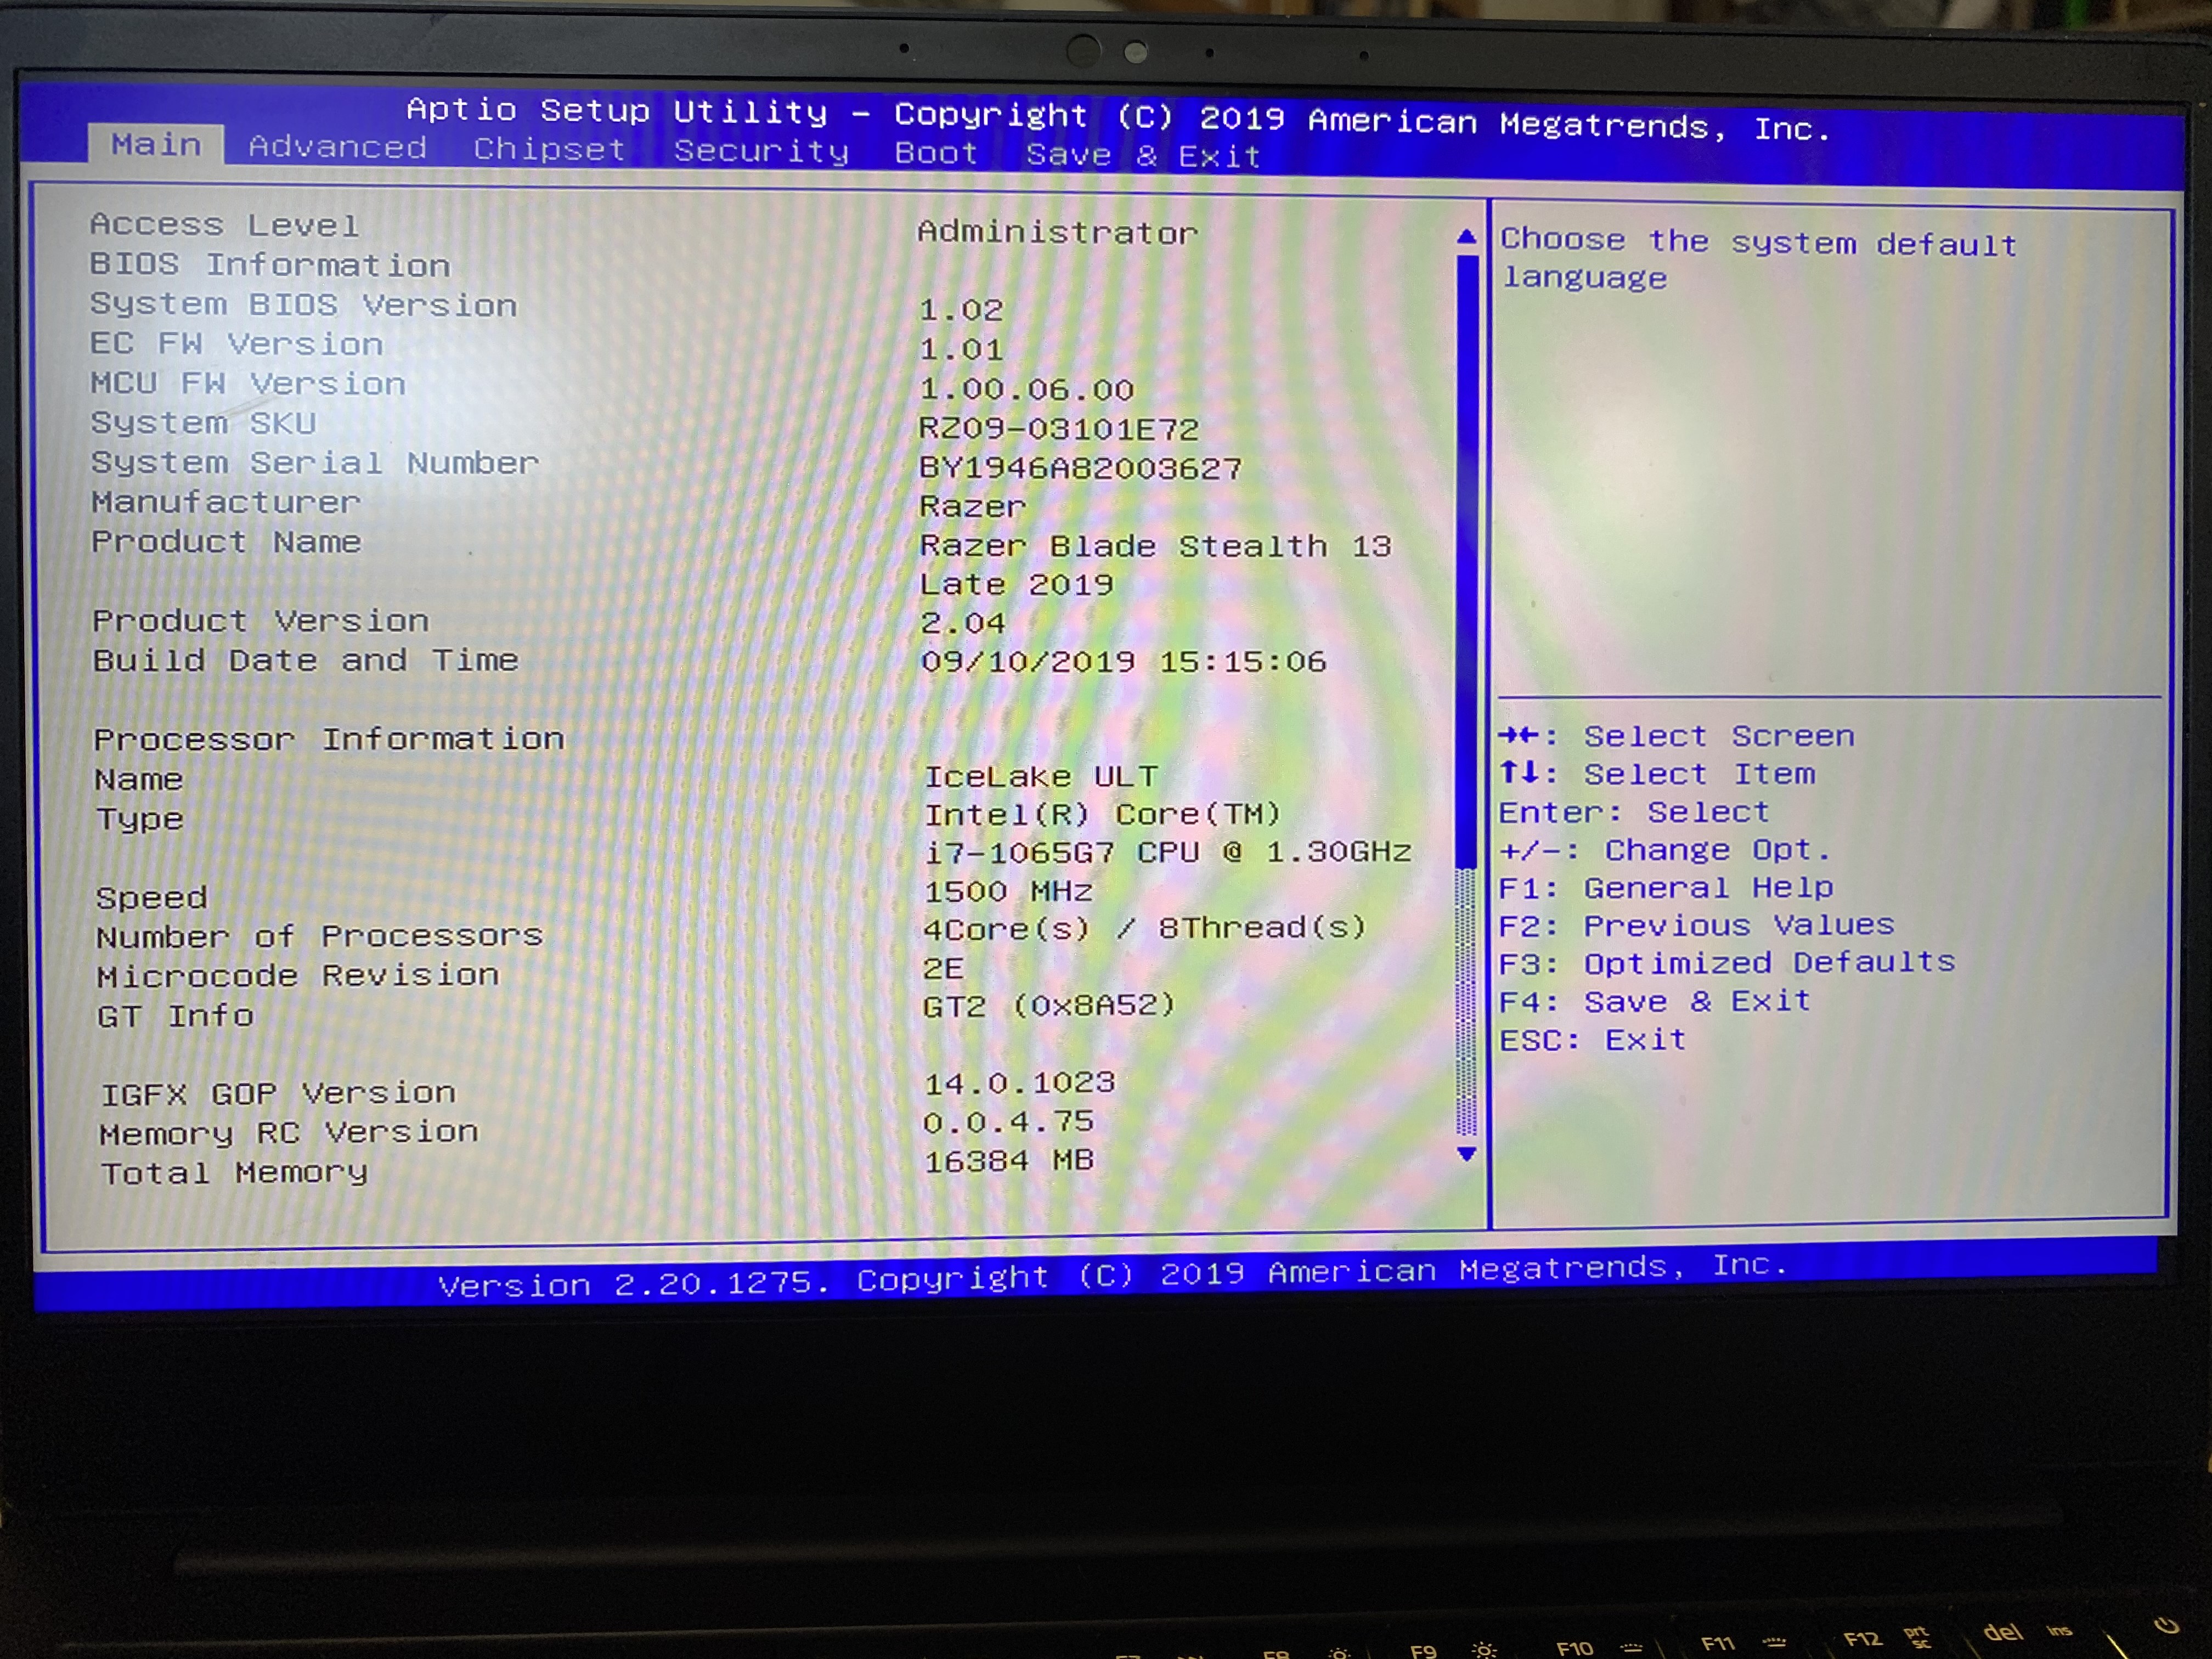 Aptio Setup Utility - Copyright (C) 2019 American Megatrends, Inc.
Main Advanced Chipset Security Boot Save & Exit
Access Level Administrator
BIOS Information
System BIOS Version 1.02
EC FW Version 1.01
MCU FW Version 1.00.06.00
System SKU RZ09-03101E72
System Serial Number BY1946A82003627
Manufacturer Razer
Product Name Razer Blade Stealth 13
Late 2019
Product Version 2.04
Build Date and Time 09/10/2019 15:15:06
Processor Information
Name IceLake ULT
Type Intel(R) Core(TM)
i7-1065G7 CPU @ 1.30GHz
Speed 1500 MHz
Number of Processors 4Core(s) / 8Thread(s)
Microcode Revision 2E
GT Info GT2 (0x8A52)
IGFX GOP Version 14.0.1023
Memory RC Version 0.0.4.75
Total Memory 16384 MB
Choose the system default
language
→←: Select Screen
↑↓: Select Item
Enter: Select
+/-: Change Opt.
F1: General Help
F2: Previous Values
F3: Optimized Defaults
F4: Save & Exit
ESC: Exit
Version 2.20.1275. Copyright (C) 2019 American Megatrends, Inc.
F8 F9 F10 F11 F12 prt sc del ins